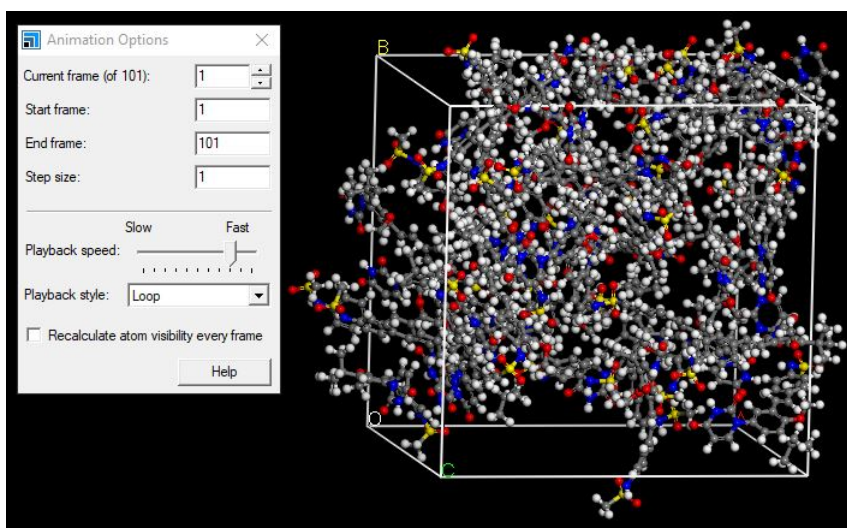 Animation Options
Current frame (of 101): 1
Start frame: 1
End frame: 101
Step size: 1
Slow Fast
Playback speed:
Playback style: Loop
Recalculate atom visibility every frame
Help
B
O
C